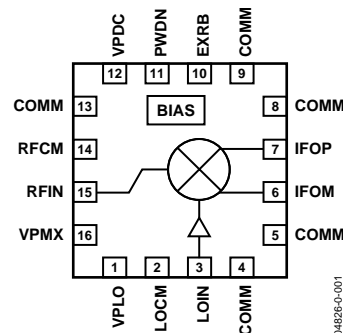 VPDC PWDN EXRB COMM
12 11 10 9
COMM 13 BIAS 8 COMM
RFCM 14 7 IFOP
RFIN 15 6 IFOM
VPMX 16 5 COMM
1 2 3 4
VPLO LOCM LOIN COMM
04826-0-001